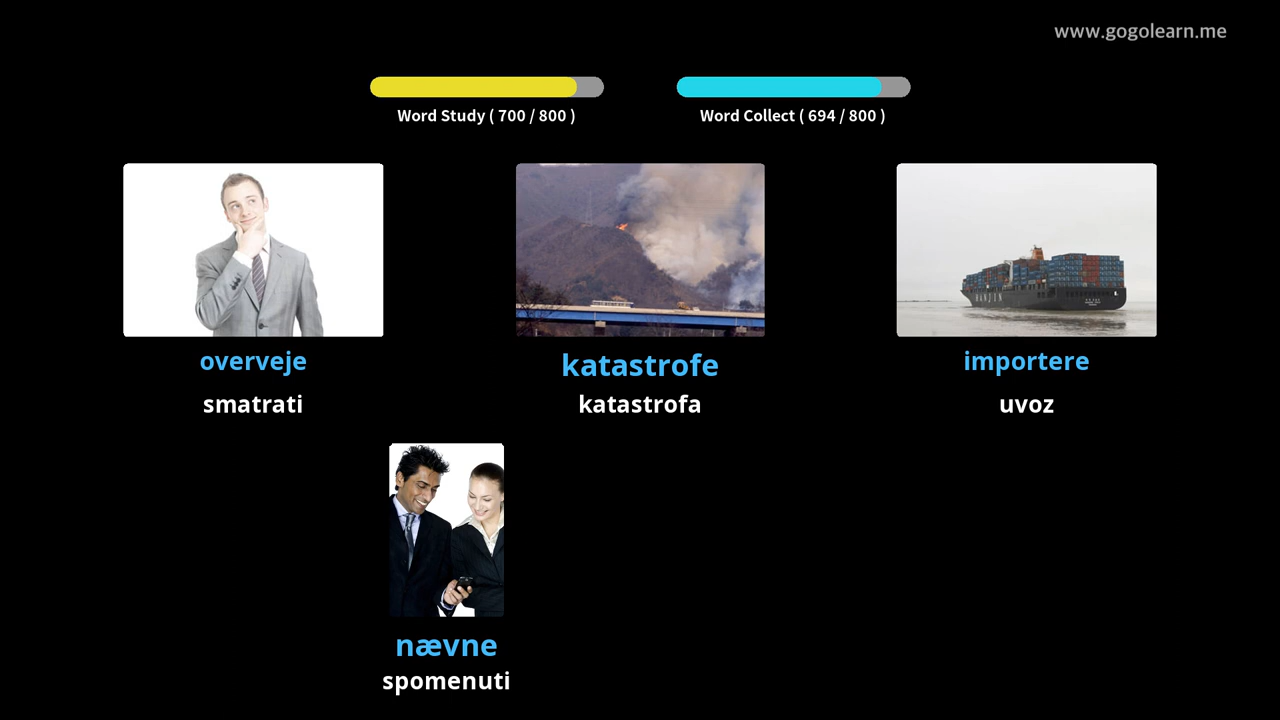 www.gogolearn.me
Word Study ( 700 / 800 )
Word Collect ( 694 / 800 )
HANJIN
overveje
katastrofe
importere
smatrati
katastrofa
uvoz
nævne
spomenuti